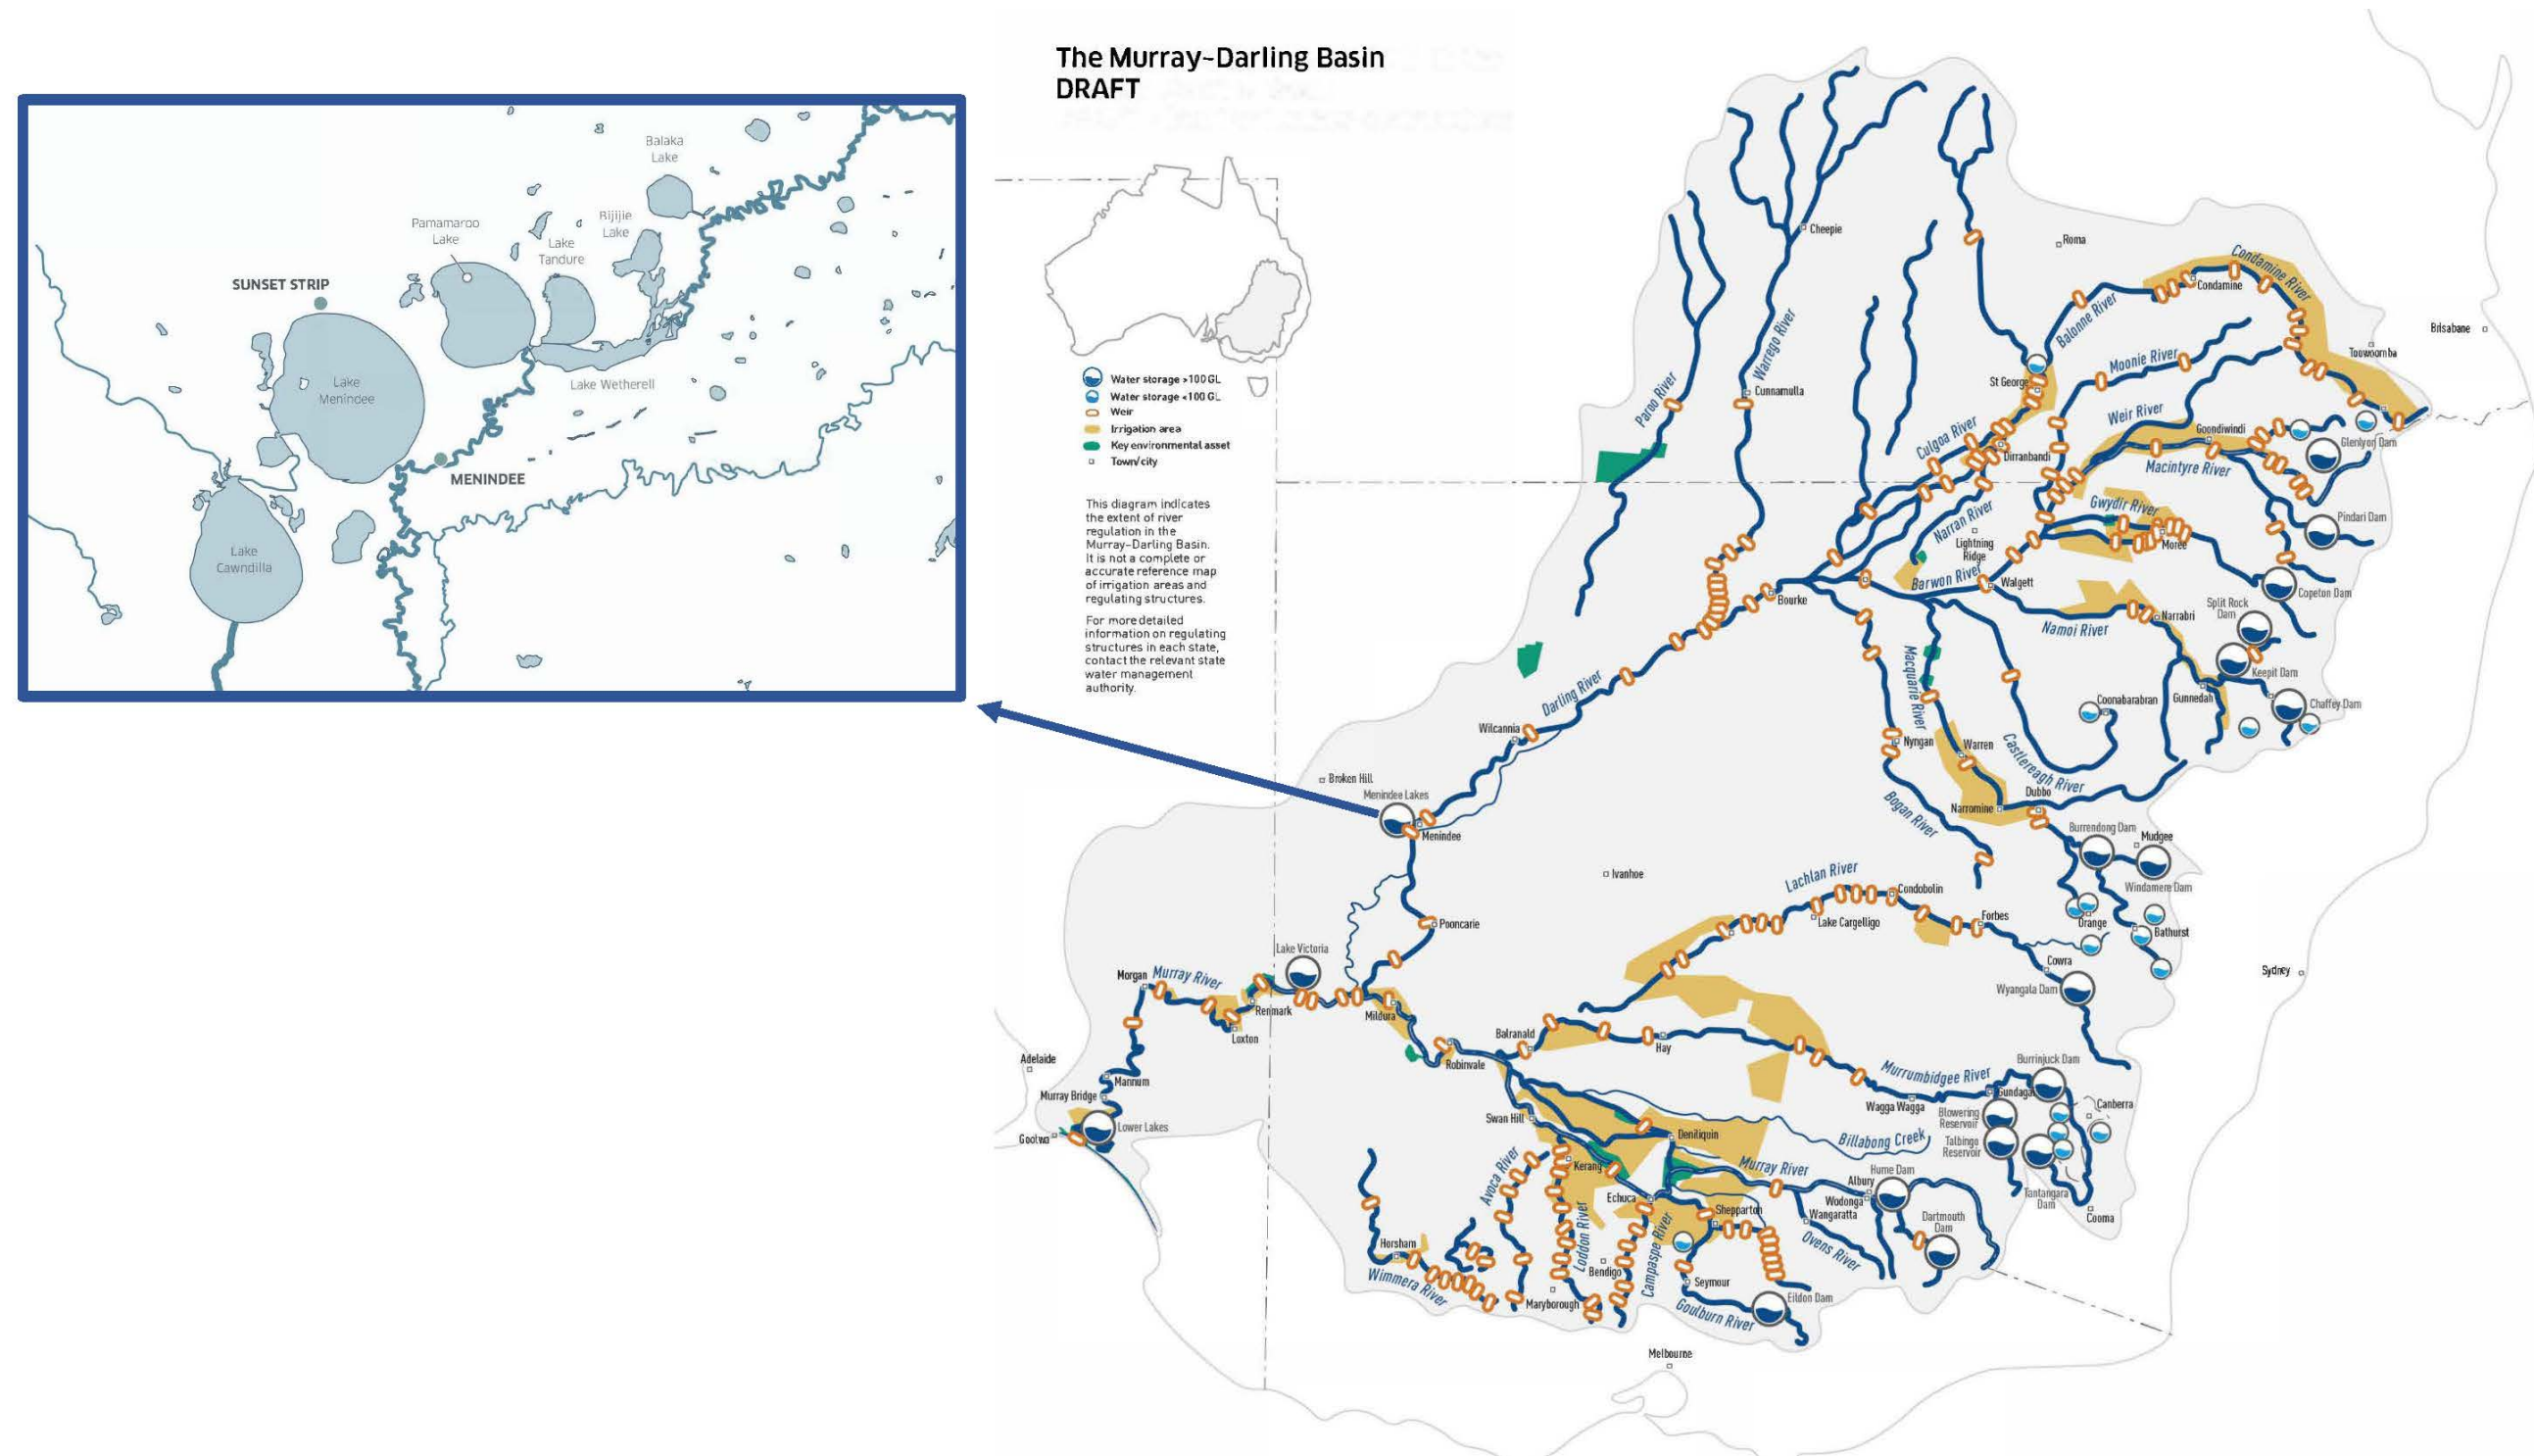 The Murray-Darling Basin
DRAFT
Balaka
Lake
Pamamaroo
Lake
Bijijie
Lake
Lake
Tandure
SUNSET STRIP
Lake
Menindee
Lake Wetherell
MENINDEE
Lake
Cawndilla
Water storage >100GL
Water storage <100 GL
Weir
Irrigation area
Key environmental asset
Town/city
This diagram indicates
the extent of river
regulation in the
Murray-Darling Basin.
It is not a complete or
accurate reference map
of irrigation areas and
regulating structures.
For more detailed
information on regulating
structures in each state,
contact the relevant state
water management
authority.
Cheepie
Roma
Condamine River
Condamine
Balonne River
Brisabane
Toowoomba
Warrego River
Moonie River
St George
Cunnamulla
Paroo River
Weir River
Culgoa River
Goondiwindi
Glenlyon Dam
Dirranbandi
Macintyre River
Gwydir River
Narran River
Pindari Dam
Lightning
Ridge
Moree
Barwon River
Walgett
Copeton Dam
Bourke
Split Rock
Dam
Narrabri
Namoi River
Keepit Dam
Macquarie River
Darling River
Coonabarabran
Gunnedah
Chaffey Dam
Wilcannia
Nyngan
Warren
Castlereagh River
Broken Hill
Menindee Lakes
Dubbo
Bogan River
Narromine
Menindee
Burrendong Dam
Mudgee
Ivanhoe
Lachlan River
Condobolin
Windamere Dam
Pooncarie
Lake Cargelligo
Forbes
Orange
Bathurst
Lake Victoria
Cowra
Sydney
Morgan
Murray River
Wyangala Dam
Renmark
Mildura
Loxton
Balranald
Hay
Adelaide
Robinvale
Burrinjuck Dam
Mannum
Murrumbidgee River
Murray Bridge
Gundagai
Wagga Wagga
Canberra
Swan Hill
Blowering
Reservoir
Goolwa
Lower Lakes
Deniliquin
Billabong Creek
Talbingo
Reservoir
Avoca River
Kerang
Murray River
Hume Dam
Albury
Echuca
Wodonga
Tantangara
Dam
Shepparton
Wangaratta
Dartmouth
Dam
Cooma
Horsham
Loddon River
Campaspe River
Ovens River
Bendigo
Wimmera River
Seymour
Maryborough
Goulburn River
Eildon Dam
Melbourne